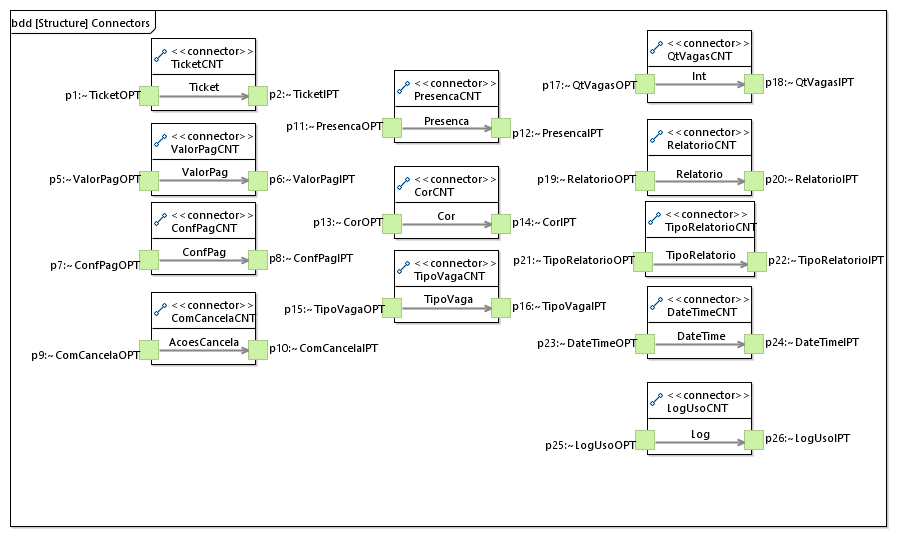 bdd [Structure] Connectors
<<connector>>
TicketCNT
p1:~TicketOPT
Ticket
p2:~TicketIPT
<<connector>>
ValorPagCNT
p5:~ValorPagOPT
ValorPag
p6:~ValorPagIPT
<<connector>>
ConfPagCNT
p7:~ConfPagOPT
ConfPag
p8:~ConfPagIPT
<<connector>>
ComCancelaCNT
p9:~ComCancelaOPT
AcoesCancela
p10:~ComCancelaIPT
<<connector>>
PresencaCNT
p11:~PresencaOPT
Presenca
p12:~PresencaIPT
<<connector>>
CorCNT
p13:~CorOPT
Cor
p14:~CorIPT
<<connector>>
TipoVagaCNT
p15:~TipoVagaOPT
TipoVaga
p16:~TipoVagaIPT
<<connector>>
QtVagasCNT
p17:~QtVagasOPT
Int
p18:~QtVagasIPT
<<connector>>
RelatorioCNT
p19:~RelatorioOPT
Relatorio
p20:~RelatorioIPT
<<connector>>
TipoRelatorioCNT
p21:~TipoRelatorioOPT
TipoRelatorio
p22:~TipoRelatorioIPT
<<connector>>
DateTimeCNT
p23:~DateTimeOPT
DateTime
p24:~DateTimeIPT
<<connector>>
LogUsoCNT
p25:~LogUsoOPT
Log
p26:~LogUsoIPT